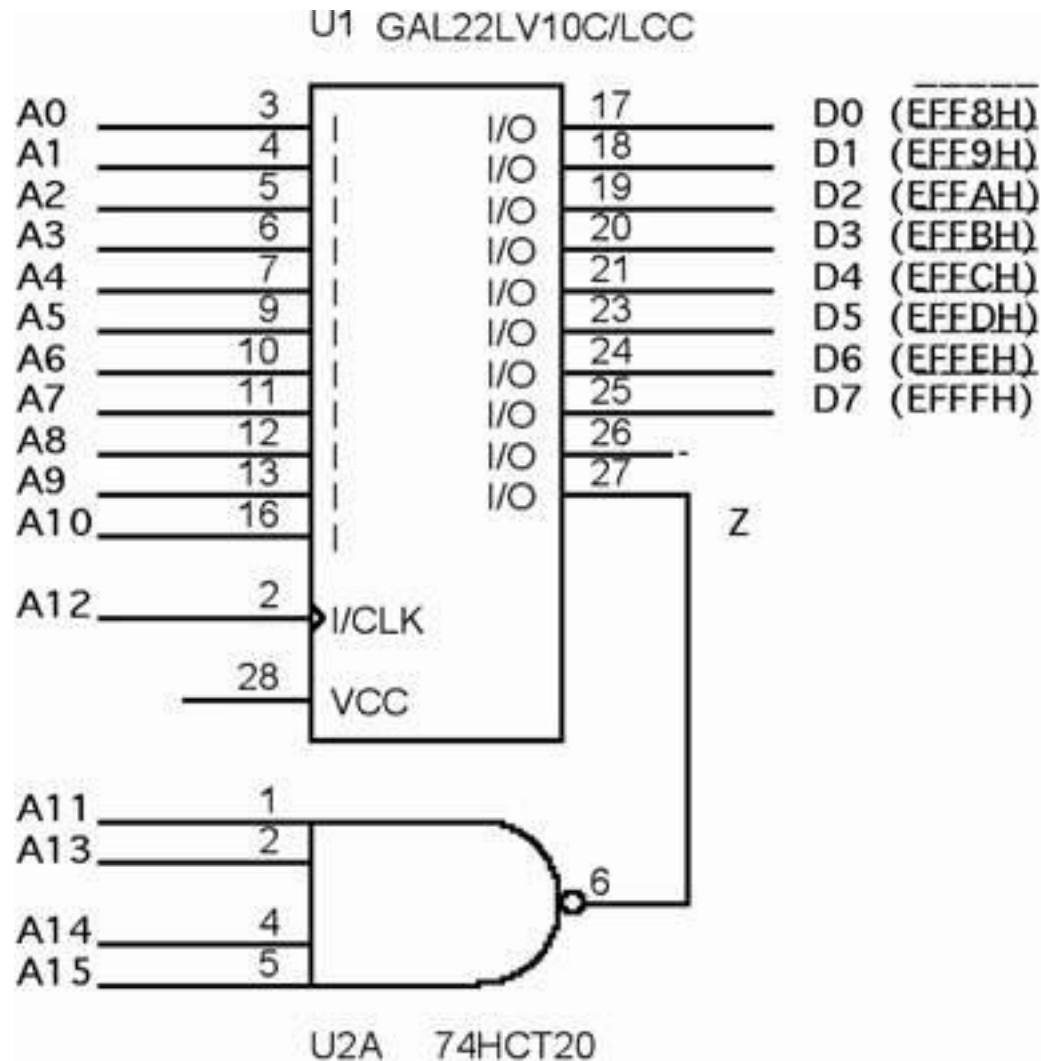 U1 GAL22LV10C/LCC
A0 3 I I/O 17 D0 (EFF8H)
A1 4 I I/O 18 D1 (EFF9H)
A2 5 I I/O 19 D2 (EFFAH)
A3 6 I I/O 20 D3 (EFFBH)
A4 7 I I/O 21 D4 (EFFCH)
A5 9 I I/O 23 D5 (EFFDH)
A6 10 I I/O 24 D6 (EFFEH)
A7 11 I I/O 25 D7 (EFFFH)
A8 12 I I/O 26
A9 13 I I/O 27
A10 16 I Z
A12 2 I/CLK
28 VCC
A11 1
A13 2
6
A14 4
A15 5
U2A 74HCT20